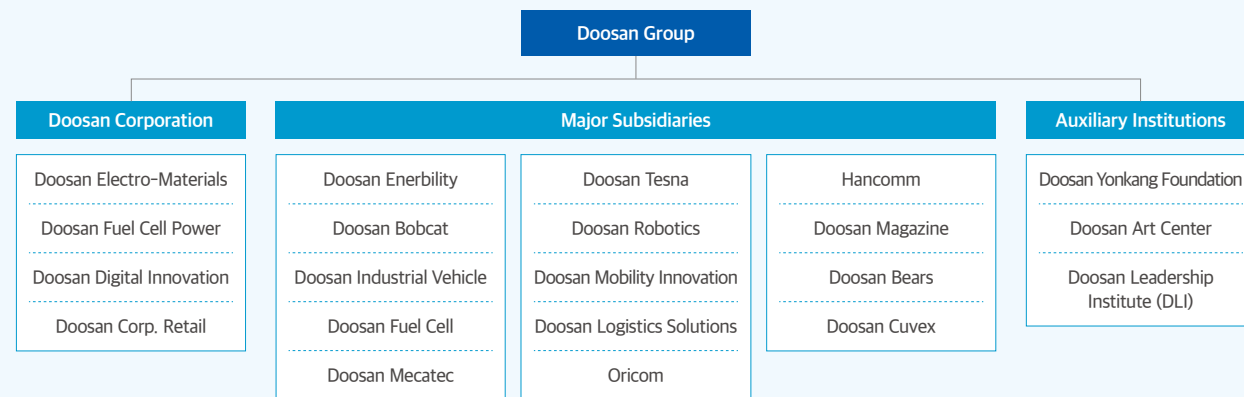 Doosan Group
Doosan Corporation
Doosan Electro-Materials
Doosan Fuel Cell Power
Doosan Digital Innovation
Doosan Corp. Retail
Major Subsidiaries
Doosan Enerbility
Doosan Bobcat
Doosan Industrial Vehicle
Doosan Fuel Cell
Doosan Mecatec
Doosan Tesna
Doosan Robotics
Doosan Mobility Innovation
Doosan Logistics Solutions
Oricom
Hancomm
Doosan Magazine
Doosan Bears
Doosan Cuvex
Auxiliary Institutions
Doosan Yonkang Foundation
Doosan Art Center
Doosan Leadership
Institute (DLI)